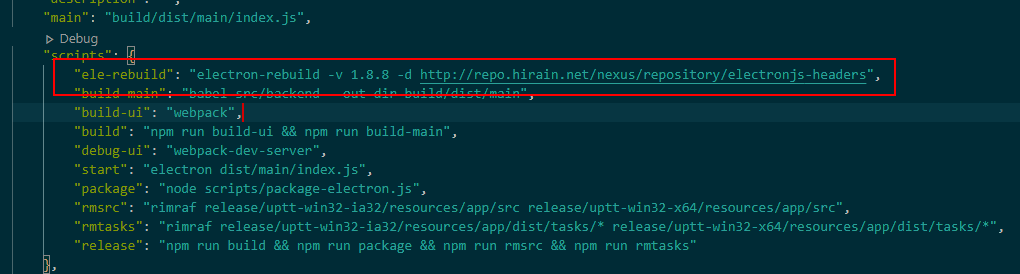 "main": "build/dist/main/index.js",
Debug
"scripts": {
"ele-rebuild": "electron-rebuild -v 1.8.8 -d http://repo.hirain.net/nexus/repository/electronjs-headers",
"build-main": "babel src/backend --out-dir build/dist/main",
"build-ui": "webpack",
"build": "npm run build-ui && npm run build-main",
"debug-ui": "webpack-dev-server",
"start": "electron dist/main/index.js",
"package": "node scripts/package-electron.js",
"rmsrc": "rimraf release/uptt-win32-ia32/resources/app/src release/uptt-win32-x64/resources/app/src",
"rmtasks": "rimraf release/uptt-win32-ia32/resources/app/dist/tasks/* release/uptt-win32-x64/resources/app/dist/tasks/*",
"release": "npm run build && npm run package && npm run rmsrc && npm run rmtasks"
},